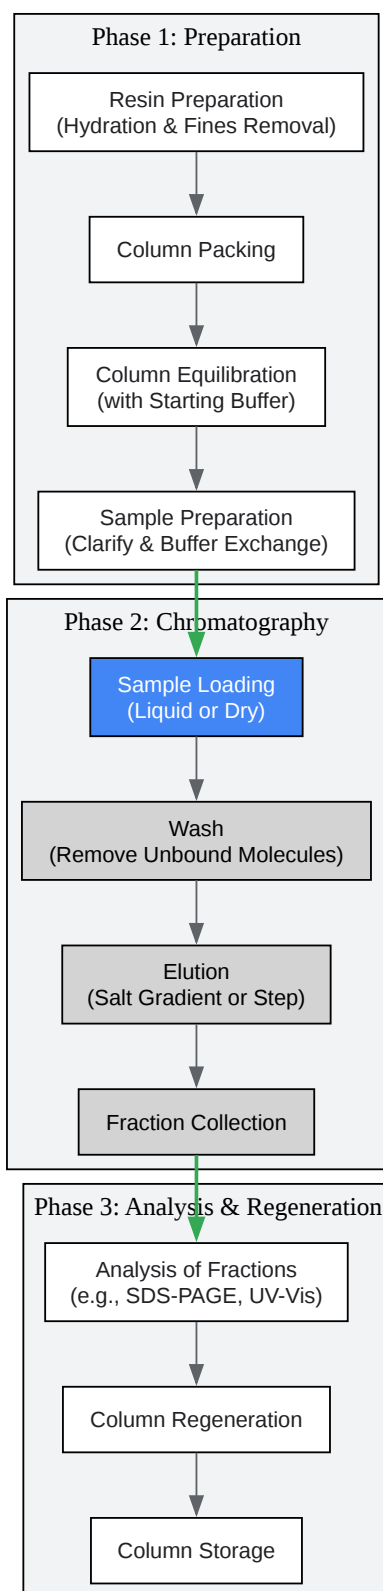 Phase 1: Preparation
Resin Preparation
(Hydration & Fines Removal)
Column Packing
Column Equilibration
(with Starting Buffer)
Sample Preparation
(Clarify & Buffer Exchange)
Phase 2: Chromatography
Sample Loading
(Liquid or Dry)
Wash
(Remove Unbound Molecules)
Elution
(Salt Gradient or Step)
Fraction Collection
Phase 3: Analysis & Regeneration
Analysis of Fractions
(e.g., SDS-PAGE, UV-Vis)
Column Regeneration
Column Storage